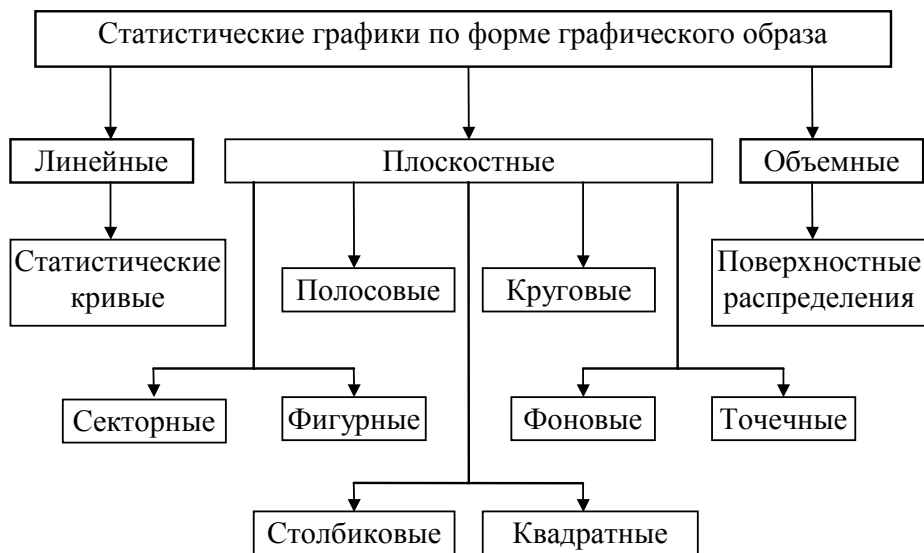 Статистические графики по форме графического образа
Линейные
Плоскостные
Объемные
Статистические
кривые
Полосовые
Круговые
Поверхностные
распределения
Секторные
Фигурные
Фоновые
Точечные
Столбиковые
Квадратные